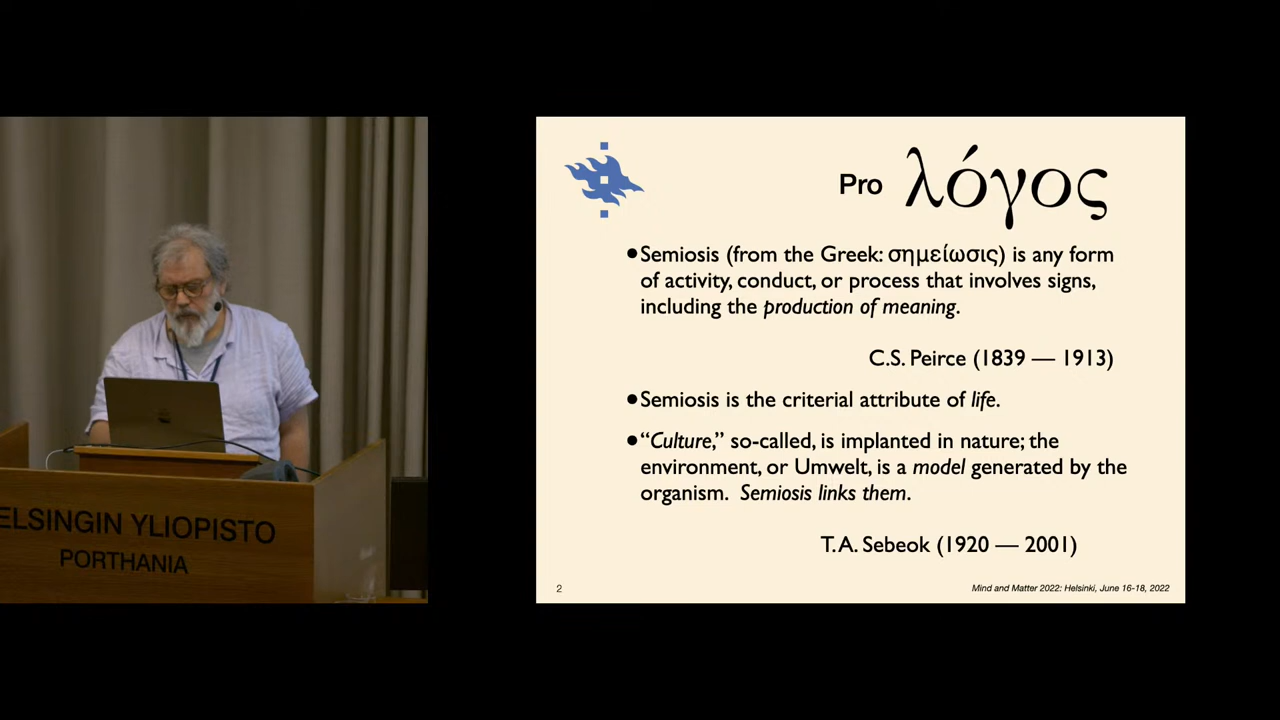 ELSINGIN YLIOPISTO
PORTHANIA
Pro λόγος
•Semiosis (from the Greek: σημείωσις) is any form
of activity, conduct, or process that involves signs,
including the production of meaning.
C.S. Peirce (1839 — 1913)
•Semiosis is the criterial attribute of life.
•“Culture,” so-called, is implanted in nature; the
environment, or Umwelt, is a model generated by the
organism. Semiosis links them.
T.A. Sebeok (1920 — 2001)
2
Mind and Matter 2022: Helsinki, June 16-18, 2022